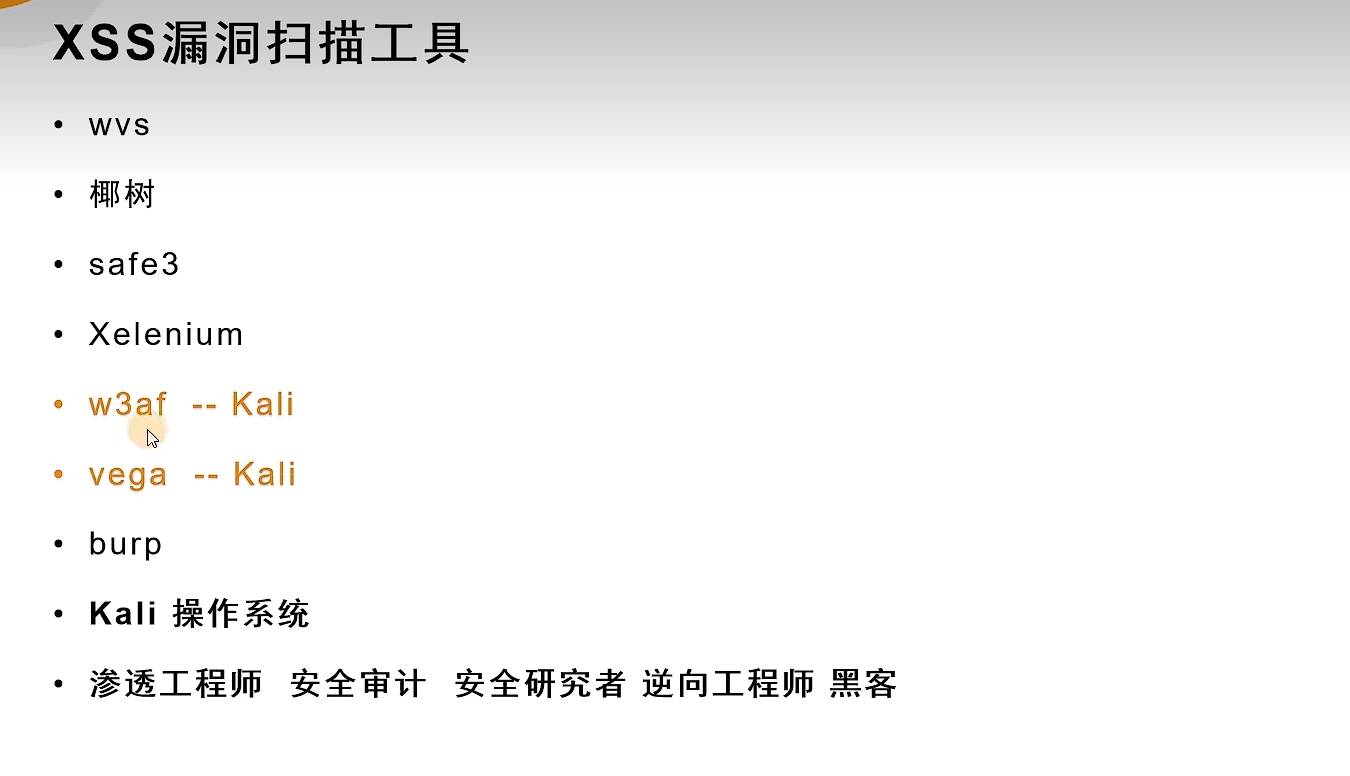 XSS漏洞扫描工具
• wvs
• 椰树
• safe3
• Xelenium
• w3af -- Kali
• vega -- Kali
• burp
• Kali 操作系统
• 渗透工程师 安全审计 安全研究者 逆向工程师 黑客